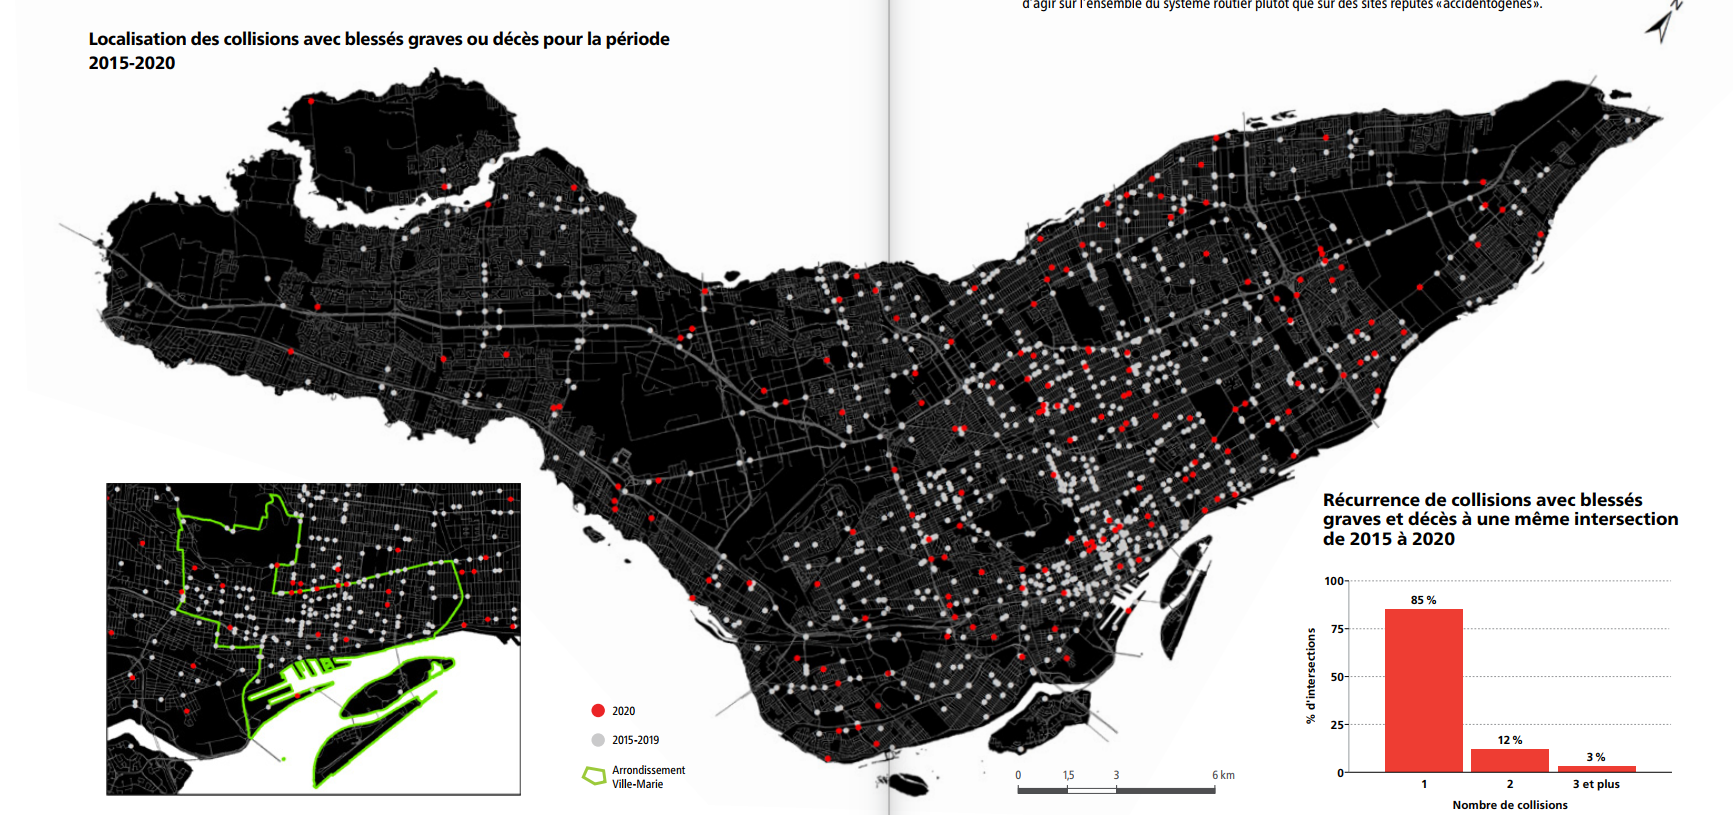 d'agir sur l'ensemble du système routier plutôt que sur des sites réputés «accidentogènes».
Localisation des collisions avec blessés graves ou décès pour la période
2015-2020
N
Récurrence de collisions avec blessés
graves et décès à une même intersection
de 2015 à 2020
100
85 %
75
50
25
12 %
3 %
0
1
2
3 et plus
% d'intersections
Nombre de collisions
2020
2015-2019
Arrondissement
Ville-Marie
0
1,5
3
6 km